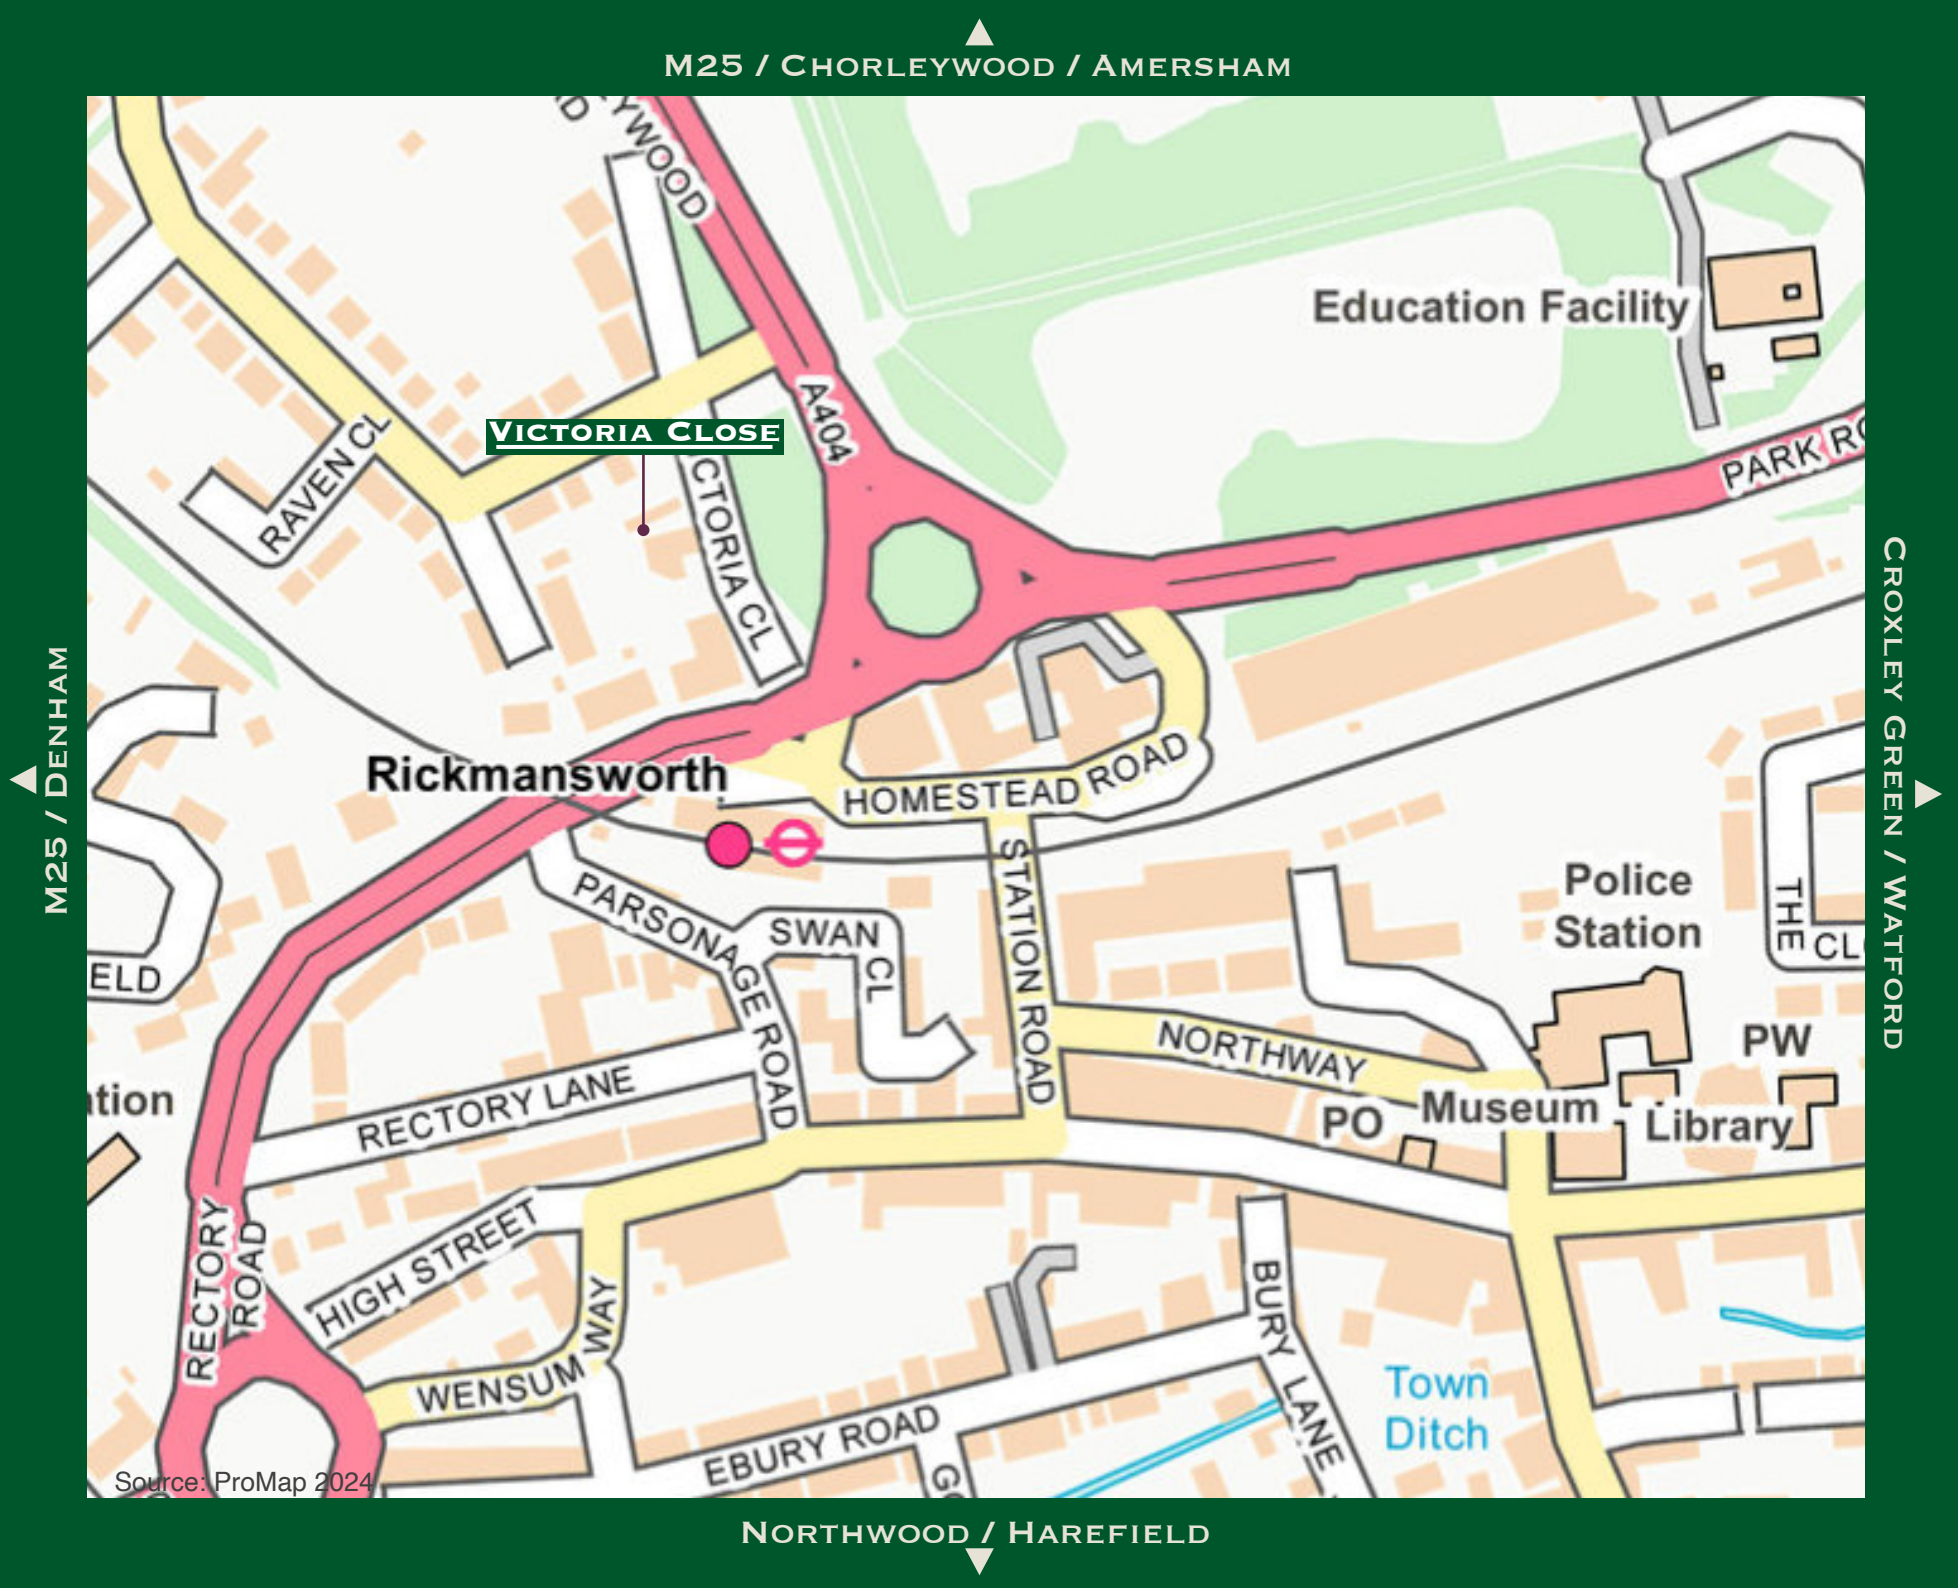 M25 / Chorleywood / Amersham
YWOOD
A404
Education Facility
PARK
Victoria Close
RAVEN CL
CTORIA CL
Rickmansworth
HOMESTEAD ROAD
STATION ROAD
PARSONAGE ROAD
SWAN
CL
Police
Station
THE
ELD
NORTHWAY
PW
RECTORY LANE
PO
Museum
Library
ation
RECTORY
ROAD
HIGH STREET
WENSUM WAY
BURY LANE
EBURY ROAD
Town
Ditch
Source: ProMap 2024
M25 / Denham
Croxley Green / Watford
Northwood / Harefield